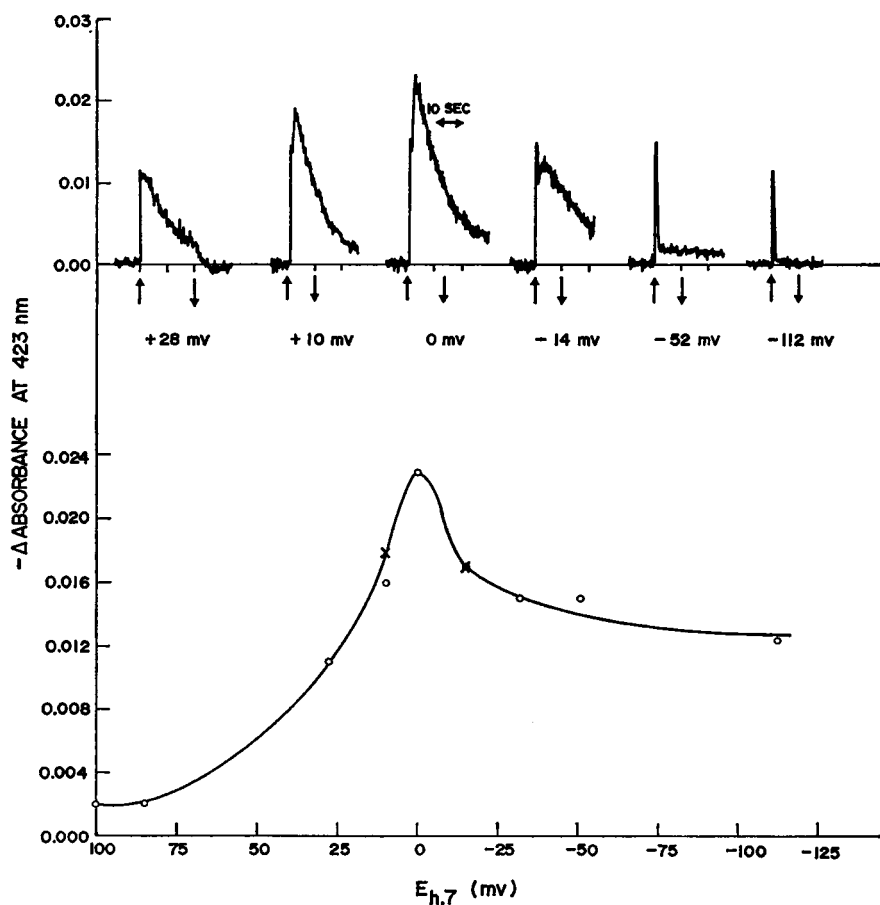 0.03
0.02
0.01
0.00
10 SEC
+28 mv +10 mv 0 mv -14 mv -52 mv -112 mv
-Δ ABSORBANCE AT 423 nm
0.024
0.020
0.016
0.012
0.008
0.004
0.000
100 75 50 25 0 -25 -50 -75 -100 -125
Eh,7 (mv)